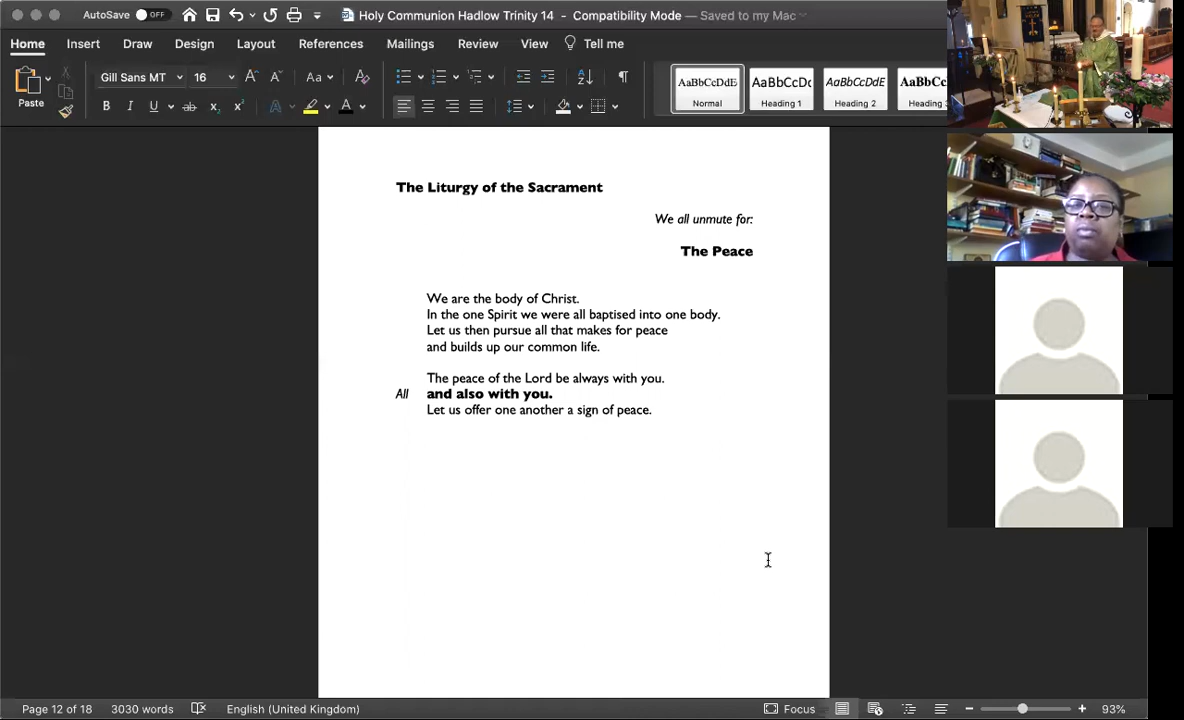 AutoSave OFF Holy Communion Hadlow Trinity 14 - Compatibility Mode — Saved to my Mac
Home Insert Draw Design Layout References Mailings Review View Tell me
Paste Gill Sans MT 16 Aa
AaBbCcDdE AaBbCcDc AaBbCcDdE AaBbCc
Normal Heading 1 Heading 2 Heading
The Liturgy of the Sacrament
We all unmute for:
The Peace
We are the body of Christ.
In the one Spirit we were all baptised into one body.
Let us then pursue all that makes for peace
and builds up our common life.
The peace of the Lord be always with you.
All and also with you.
Let us offer one another a sign of peace.
Page 12 of 18 3030 words English (United Kingdom) Focus 93%